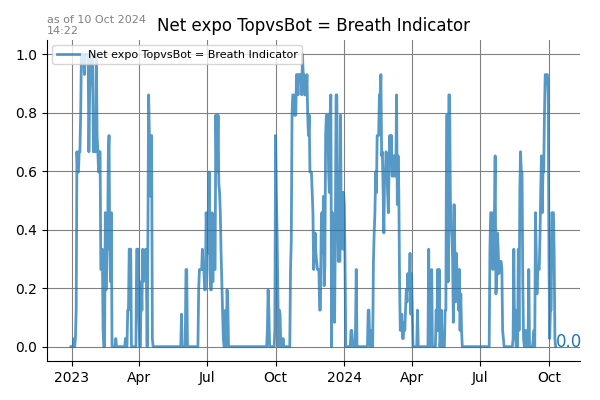 as of 10 Oct 2024
14:22
Net expo TopvsBot = Breath Indicator
Net expo TopvsBot = Breath Indicator
1.0
0.8
0.6
0.4
0.2
0.0
0.0
2023 Apr Jul Oct 2024 Apr Jul Oct